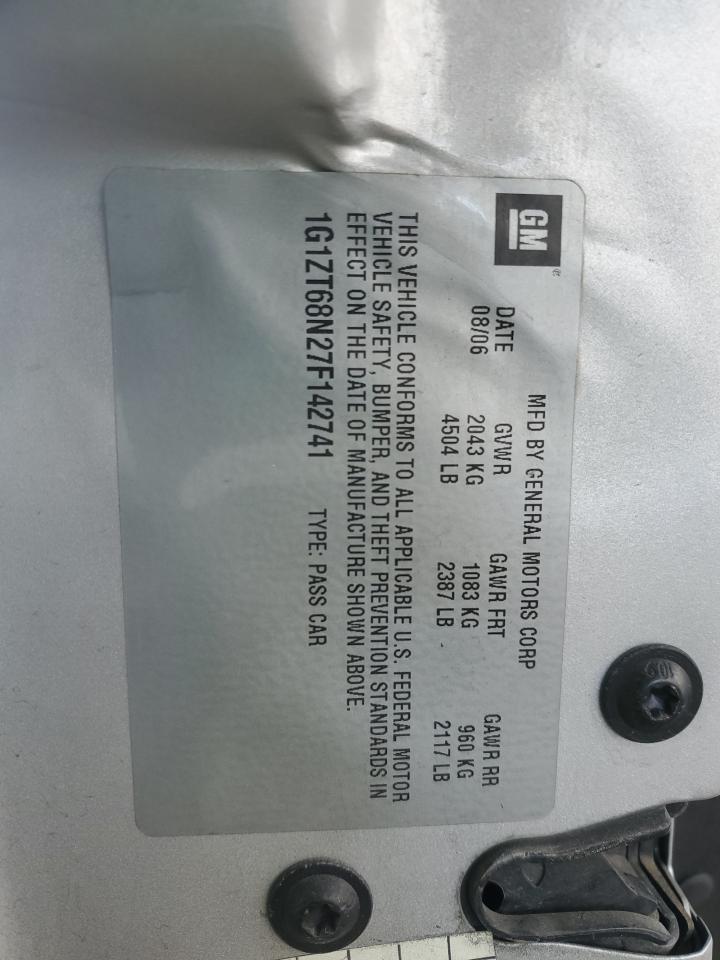 GM
®
MFD BY GENERAL MOTORS CORP
DATE GVWR GAWR FRT GAWR RR
08/06 2043 KG 1083 KG 960 KG
4504 LB 2387 LB 2117 LB
THIS VEHICLE CONFORMS TO ALL APPLICABLE U.S. FEDERAL MOTOR
VEHICLE SAFETY, BUMPER, AND THEFT PREVENTION STANDARDS IN
EFFECT ON THE DATE OF MANUFACTURE SHOWN ABOVE.
1G1ZT68N27F142741 TYPE: PASS CAR